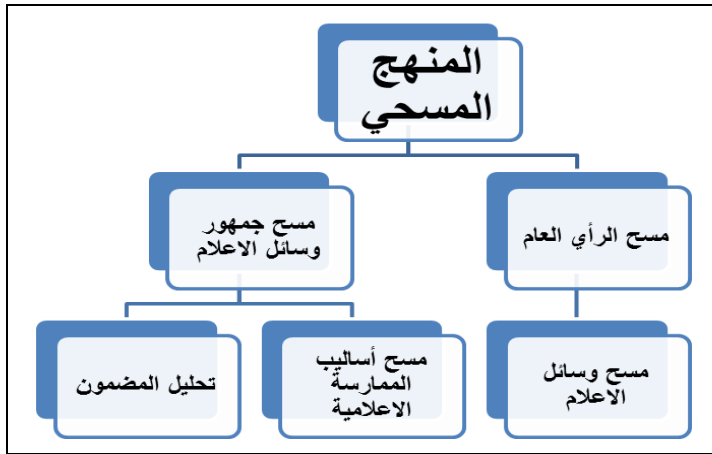 المنهج
المسحي
مسح الرأي العام
مسح جمهور
وسائل الاعلام
مسح وسائل
الاعلام
مسح أساليب
الممارسة
الاعلامية
تحليل المضمون